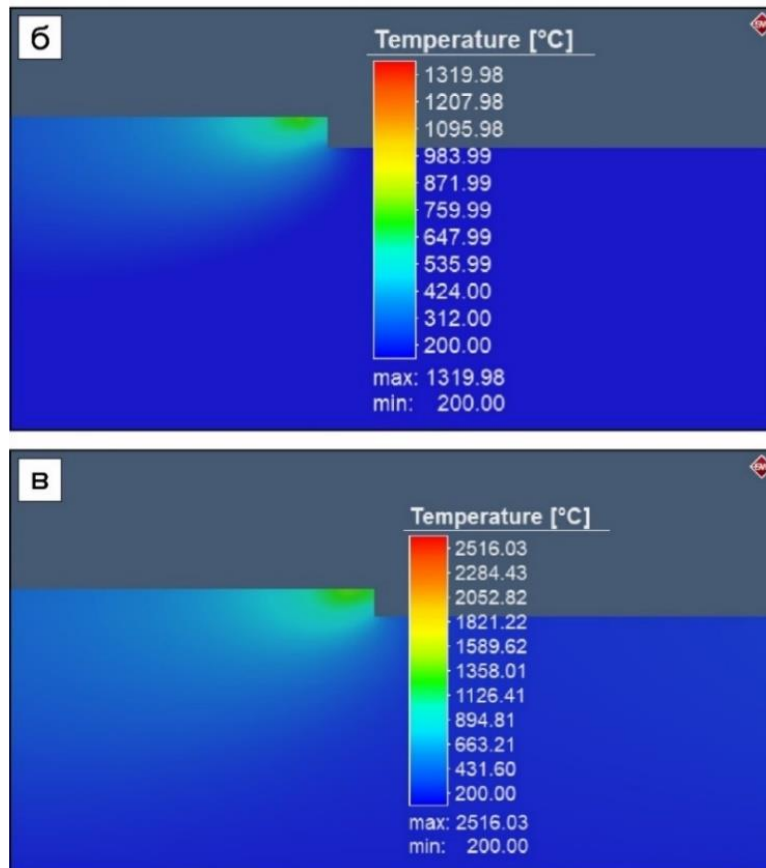 б
Temperature [°C]
1319.98
1207.98
1095.98
983.99
871.99
759.99
647.99
535.99
424.00
312.00
200.00
max: 1319.98
min: 200.00
в
Temperature [°C]
2516.03
2284.43
2052.82
1821.22
1589.62
1358.01
1126.41
894.81
663.21
431.60
200.00
max: 2516.03
min: 200.00